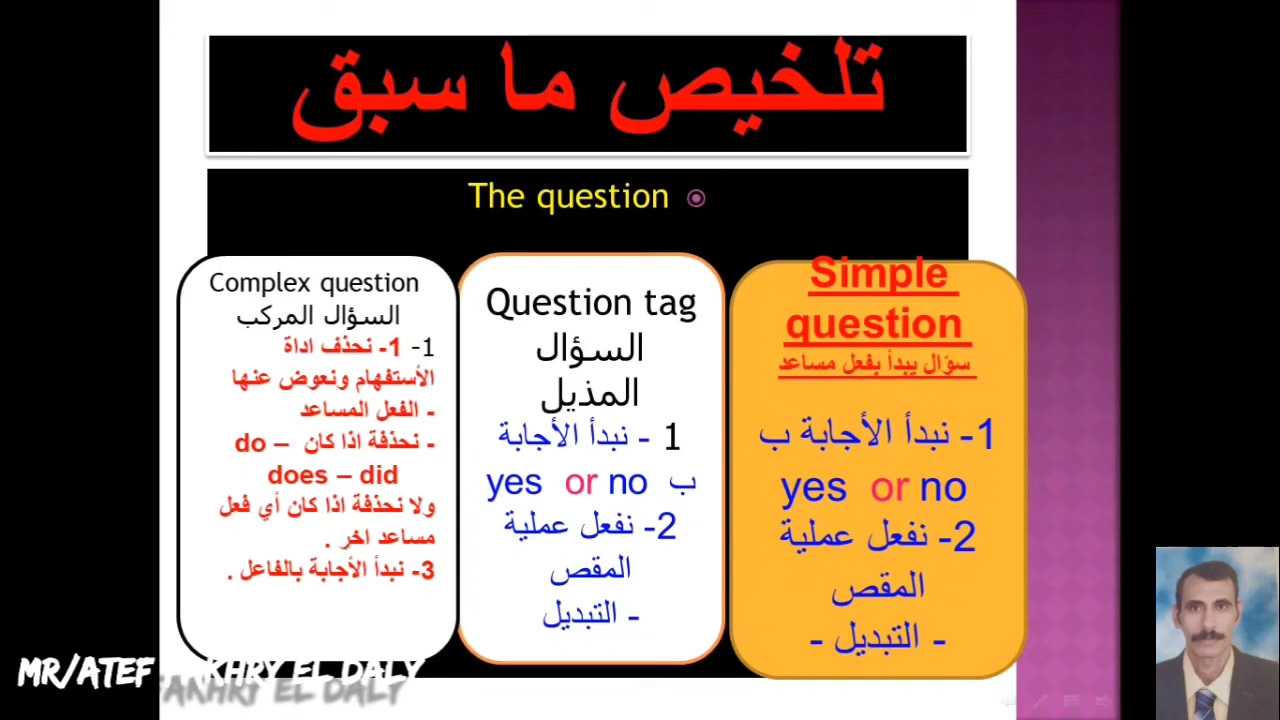 تلخيص ما سبق
The question
Simple
question
سؤال يبدأ بفعل مساعد
1- نبدأ الأجابة ب
yes or no
2- نفعل عملية
المقص
- التبديل -
Question tag
السؤال
المذيل
1 - نبدأ الأجابة
ب yes or no
2- نفعل عملية
المقص
- التبديل
Complex question
السؤال المركب
1- 1- نحذف اداة
الأستفهام ونعوض عنها
- الفعل المساعد
- نحذفة اذا كان do –
does – did
ولا نحذفة اذا كان أي فعل
مساعد اخر .
3- نبدأ الأجابة بالفاعل .
MR/ATEF FAKHRY EL DALY